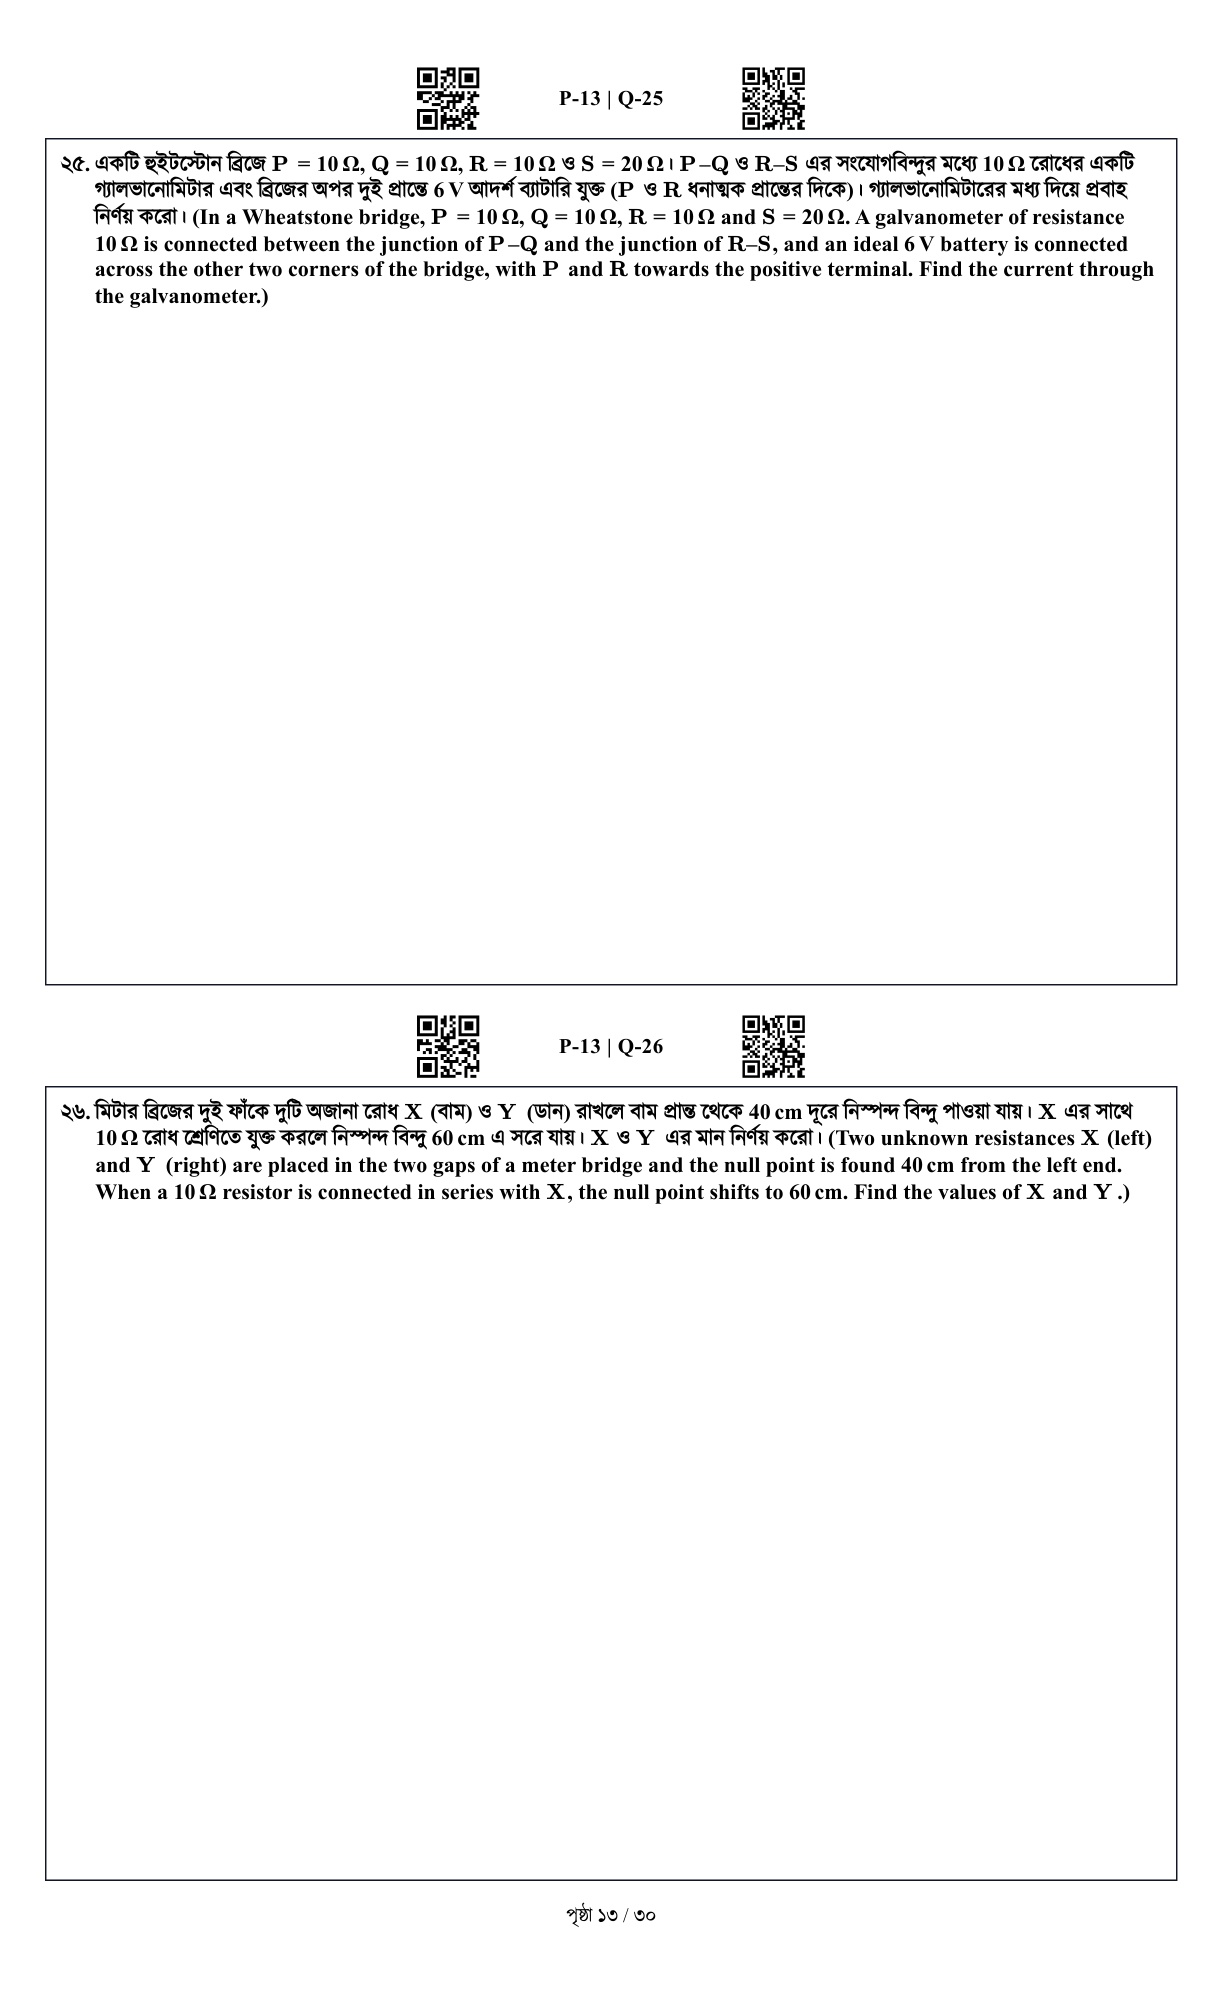 P-13 | Q-25
২৫. একটি হুইটস্টোন ব্রিজে P = 10 Ω, Q = 10 Ω, R = 10 Ω ও S = 20 Ω। P–Q ও R–S এর সংযোগবিন্দুর মধ্যে 10 Ω রোধের একটি
গ্যালভানোমিটার এবং ব্রিজের অপর দুই প্রান্তে 6 V আদর্শ ব্যাটারি যুক্ত (P ও R ধনাত্মক প্রান্তের দিকে)। গ্যালভানোমিটারের মধ্য দিয়ে প্রবাহ
নির্ণয় করো। (In a Wheatstone bridge, P = 10 Ω, Q = 10 Ω, R = 10 Ω and S = 20 Ω. A galvanometer of resistance
10 Ω is connected between the junction of P–Q and the junction of R–S, and an ideal 6 V battery is connected
across the other two corners of the bridge, with P and R towards the positive terminal. Find the current through
the galvanometer.)
P-13 | Q-26
২৬. মিটার ব্রিজের দুই ফাঁকে দুটি অজানা রোধ X (বাম) ও Y (ডান) রাখলে বাম প্রান্ত থেকে 40 cm দূরে নিস্পন্দ বিন্দু পাওয়া যায়। X এর সাথে
10 Ω রোধ শ্রেণিতে যুক্ত করলে নিস্পন্দ বিন্দু 60 cm এ সরে যায়। X ও Y এর মান নির্ণয় করো। (Two unknown resistances X (left)
and Y (right) are placed in the two gaps of a meter bridge and the null point is found 40 cm from the left end.
When a 10 Ω resistor is connected in series with X, the null point shifts to 60 cm. Find the values of X and Y.)
পৃষ্ঠা ১৩ / ৩০